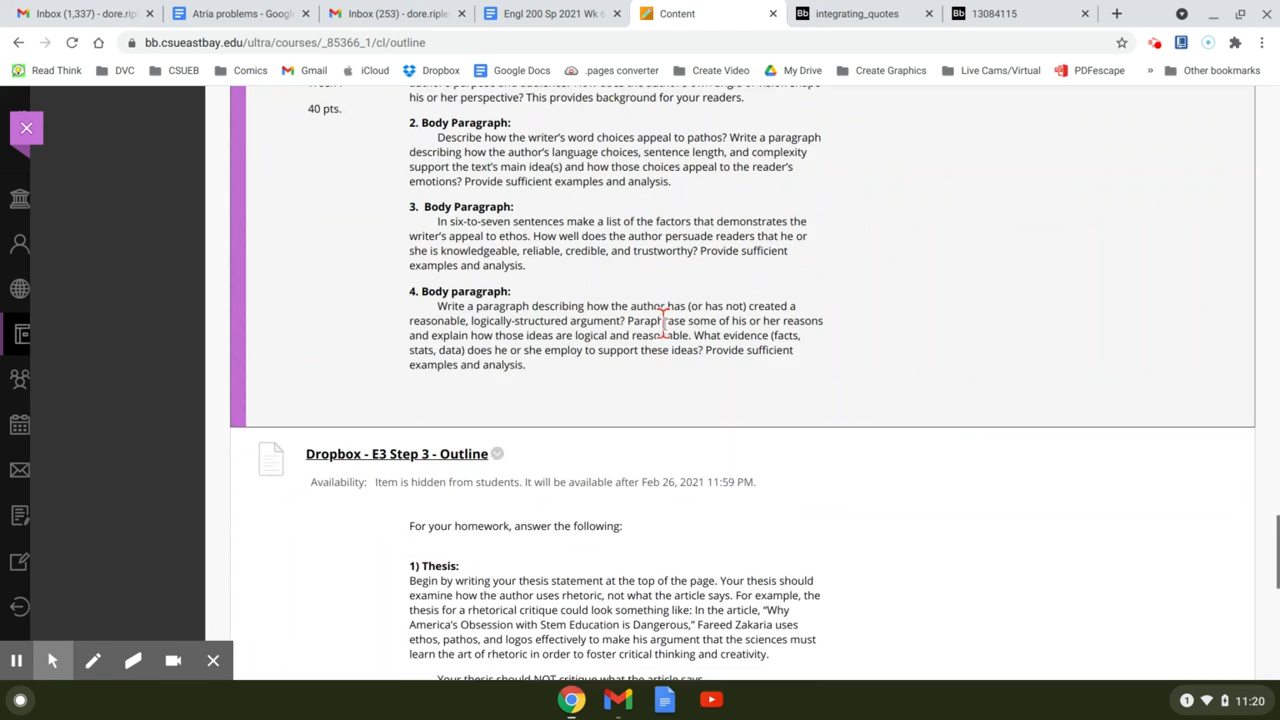 Inbox (1,337) - dore.riple
Atria problems - Google
Inbox (253) - dore.riple
Engl 200 Sp 2021 Wk 6
Content
integrating_quotes
13084115
bb.csueastbay.edu/ultra/courses/_85366_1/cl/outline
Read Think
DVC
CSUEB
Comics
Gmail
iCloud
Dropbox
Google Docs
.pages converter
Create Video
My Drive
Create Graphics
Live Cams/Virtual
PDFescape
»
Other bookmarks
his or her perspective? This provides background for your readers.
40 pts.
2. Body Paragraph:
Describe how the writer's word choices appeal to pathos? Write a paragraph
describing how the author's language choices, sentence length, and complexity
support the text's main idea(s) and how those choices appeal to the reader's
emotions? Provide sufficient examples and analysis.
3. Body Paragraph:
In six-to-seven sentences make a list of the factors that demonstrates the
writer's appeal to ethos. How well does the author persuade readers that he or
she is knowledgeable, reliable, credible, and trustworthy? Provide sufficient
examples and analysis.
4. Body paragraph:
Write a paragraph describing how the author has (or has not) created a
reasonable, logically-structured argument? Paraphrase some of his or her reasons
and explain how those ideas are logical and reasonable. What evidence (facts,
stats, data) does he or she employ to support these ideas? Provide sufficient
examples and analysis.
Dropbox - E3 Step 3 - Outline
Availability: Item is hidden from students. It will be available after Feb 26, 2021 11:59 PM.
For your homework, answer the following:
1) Thesis:
Begin by writing your thesis statement at the top of the page. Your thesis should
examine how the author uses rhetoric, not what the article says. For example, the
thesis for a rhetorical critique could look something like: In the article, "Why
America's Obsession with Stem Education is Dangerous," Fareed Zakaria uses
ethos, pathos, and logos effectively to make his argument that the sciences must
learn the art of rhetoric in order to foster critical thinking and creativity.
Your thesis should NOT critique what the article says
1
11:20